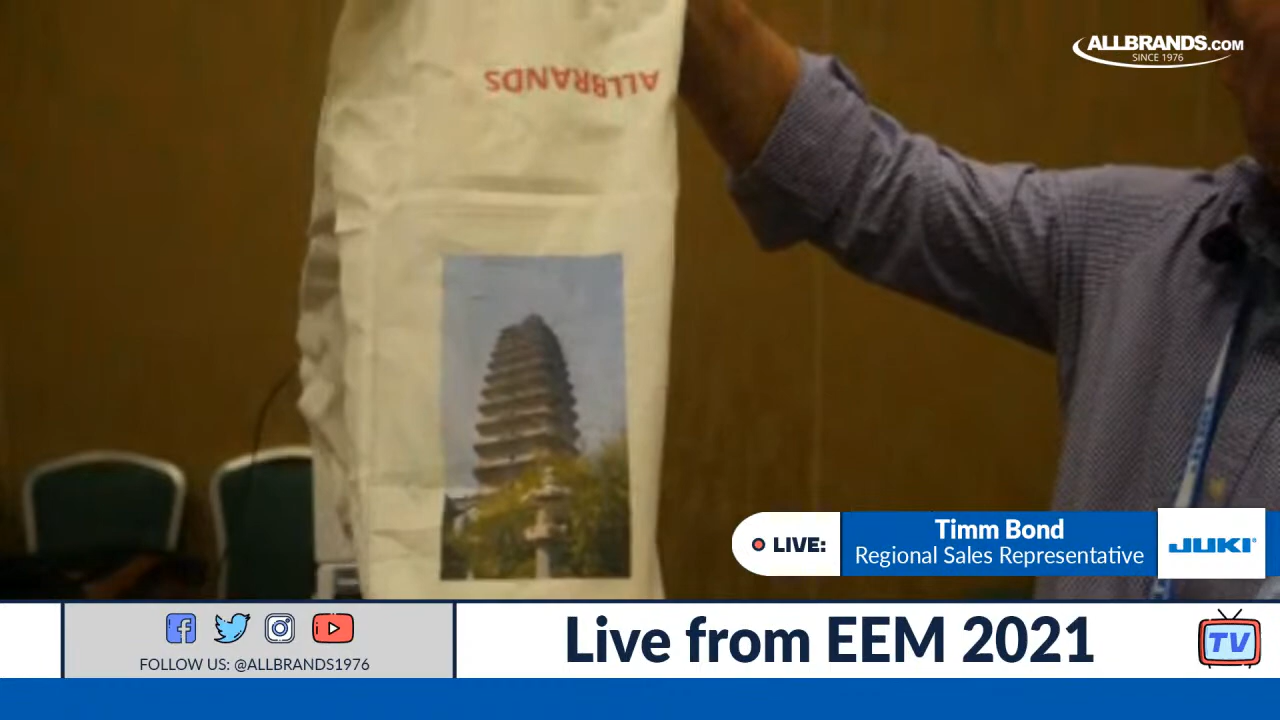 ALLBRANDS.COM
SINCE 1976
ALLBRANDS
LIVE:
Timm Bond
Regional Sales Representative
JUKI
FOLLOW US: @ALLBRANDS1976
Live from EEM 2021
TV